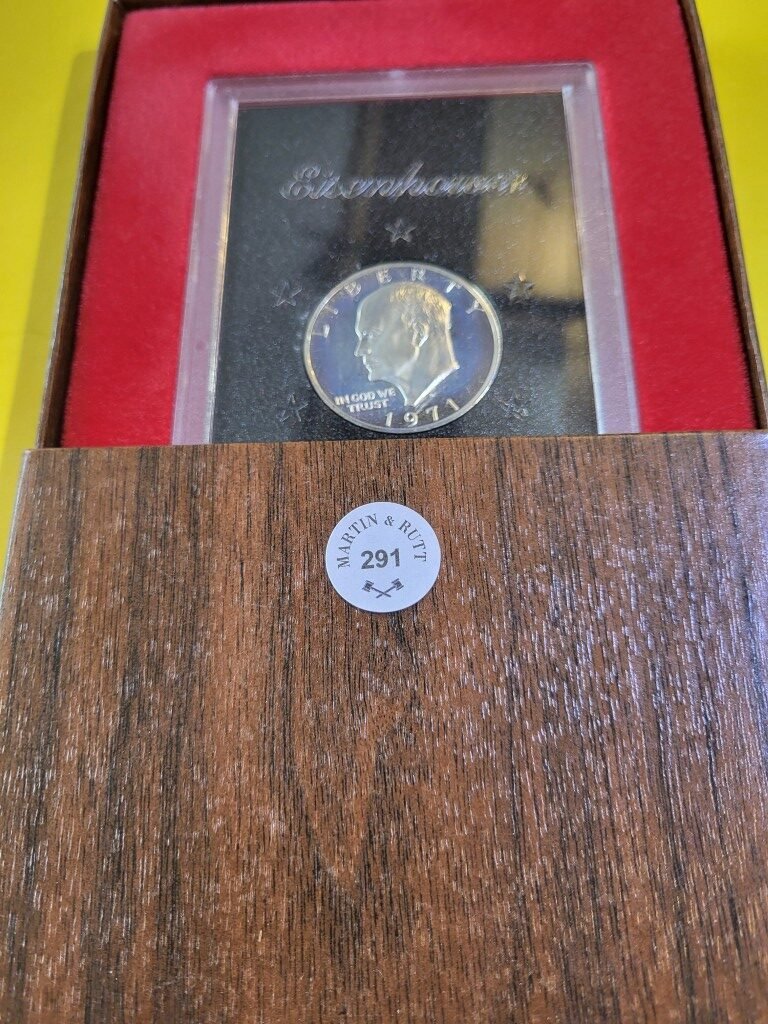 Eisenhower
LIBERTY
IN GOD WE
TRUST
1971
MARTIN & RUTT
291